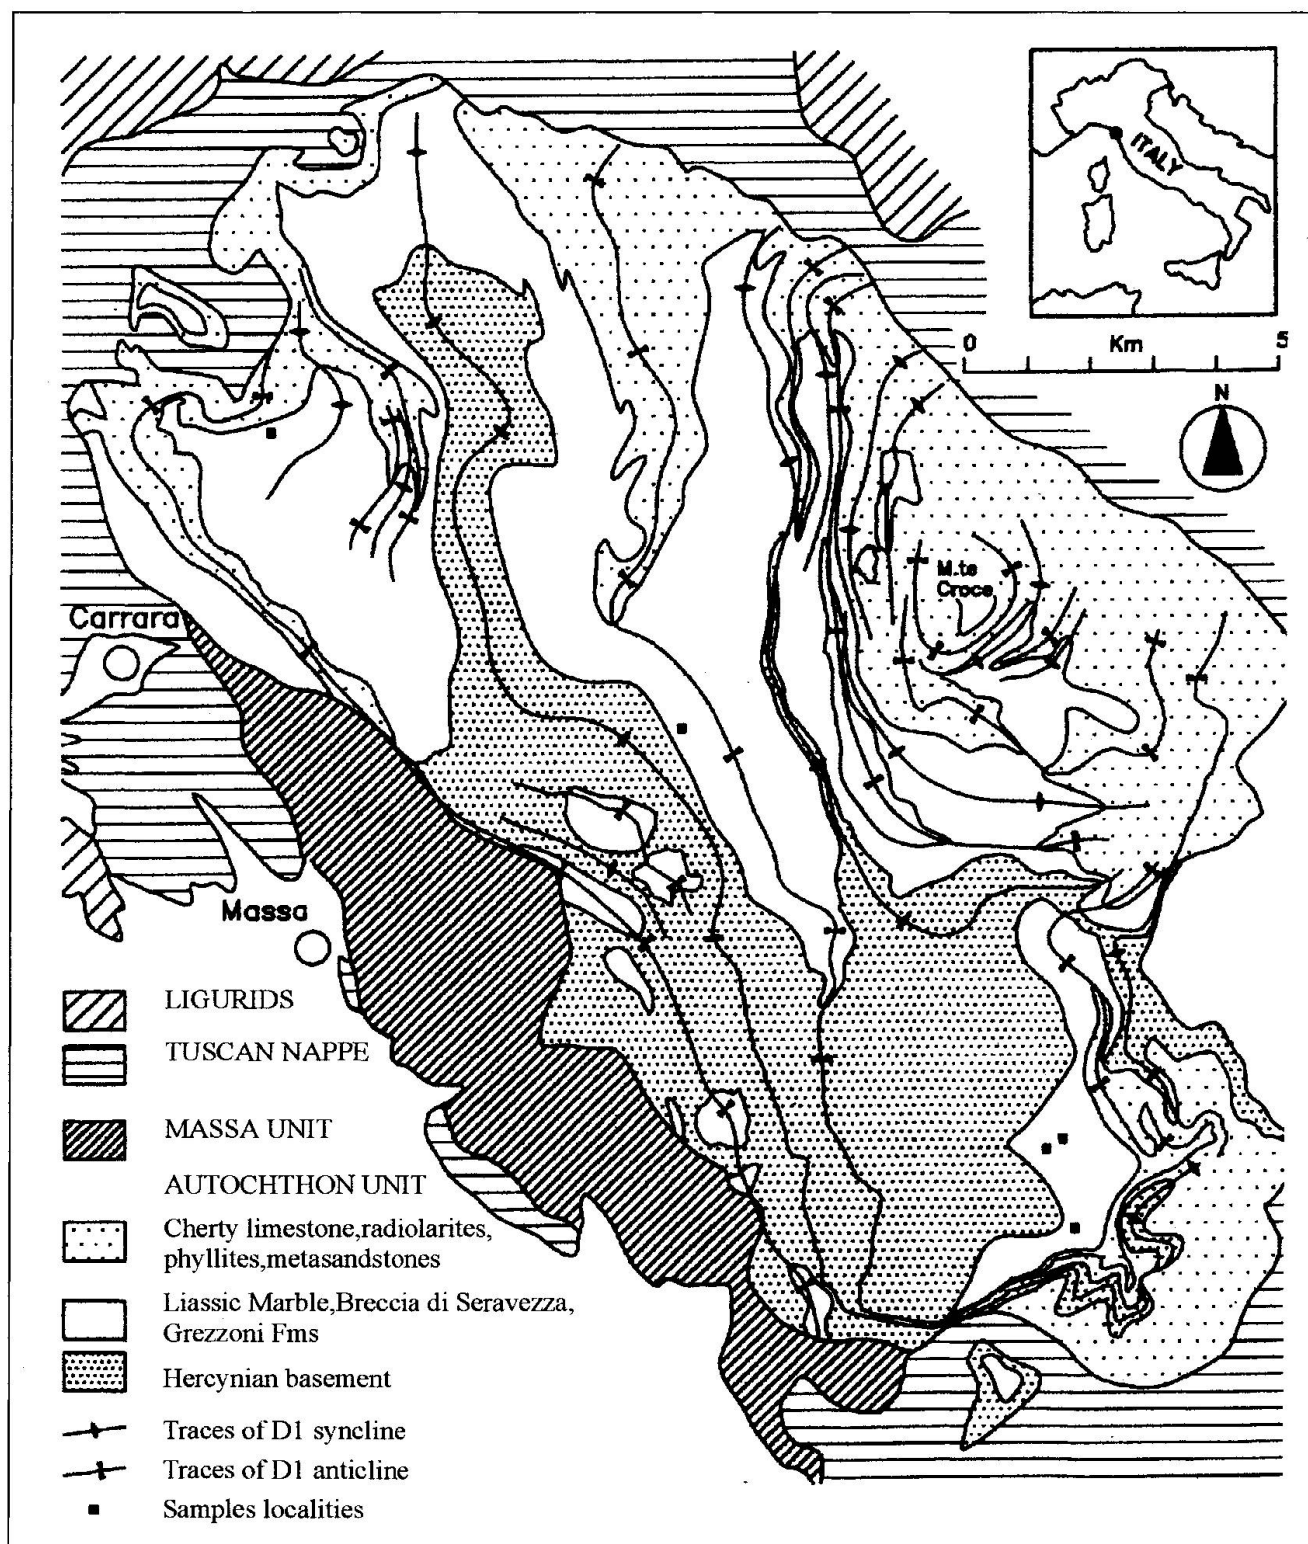 ITALY
0 Km 5
N
M.te
Croce
Carrara
Massa
LIGURIDS
TUSCAN NAPPE
MASSA UNIT
AUTOCHTHON UNIT
Cherty limestone,radiolarites,
phyllites,metasandstones
Liassic Marble,Breccia di Seravezza,
Grezzoni Fms
Hercynian basement
Traces of D1 syncline
Traces of D1 anticline
Samples localities